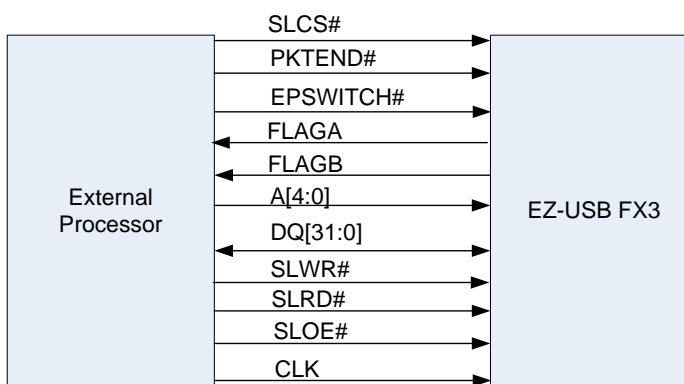 SLCS#
PKTEND#
EPSWITCH#
FLAGA
FLAGB
A[4:0]
DQ[31:0]
SLWR#
SLRD#
SLOE#
CLK
External
Processor
EZ-USB FX3